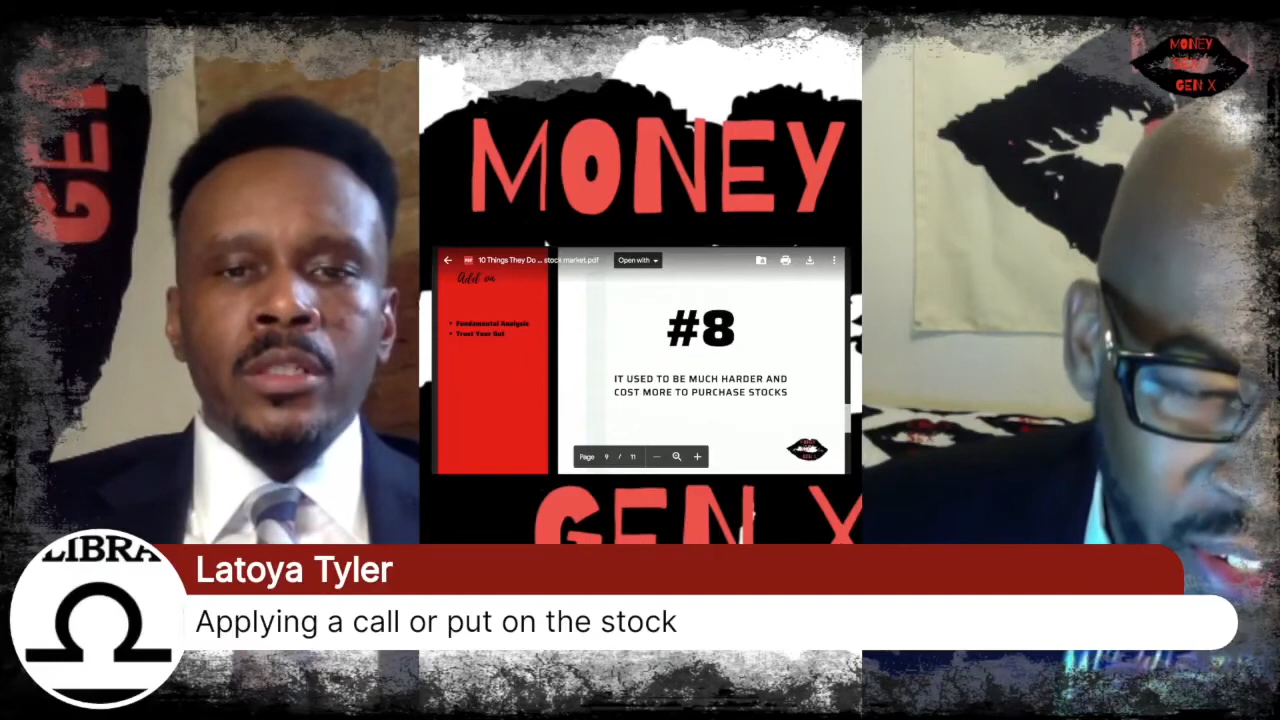 GEN
MONEY
GEN X
MONEY
10 Things They Do ... stock market.pdf
Open with
Add on
• Fundamental Analysis
• Trust Your Gut
#8
IT USED TO BE MUCH HARDER AND
COST MORE TO PURCHASE STOCKS
Page 9 / 11
GEN X
LIBRA
Latoya Tyler
Applying a call or put on the stock